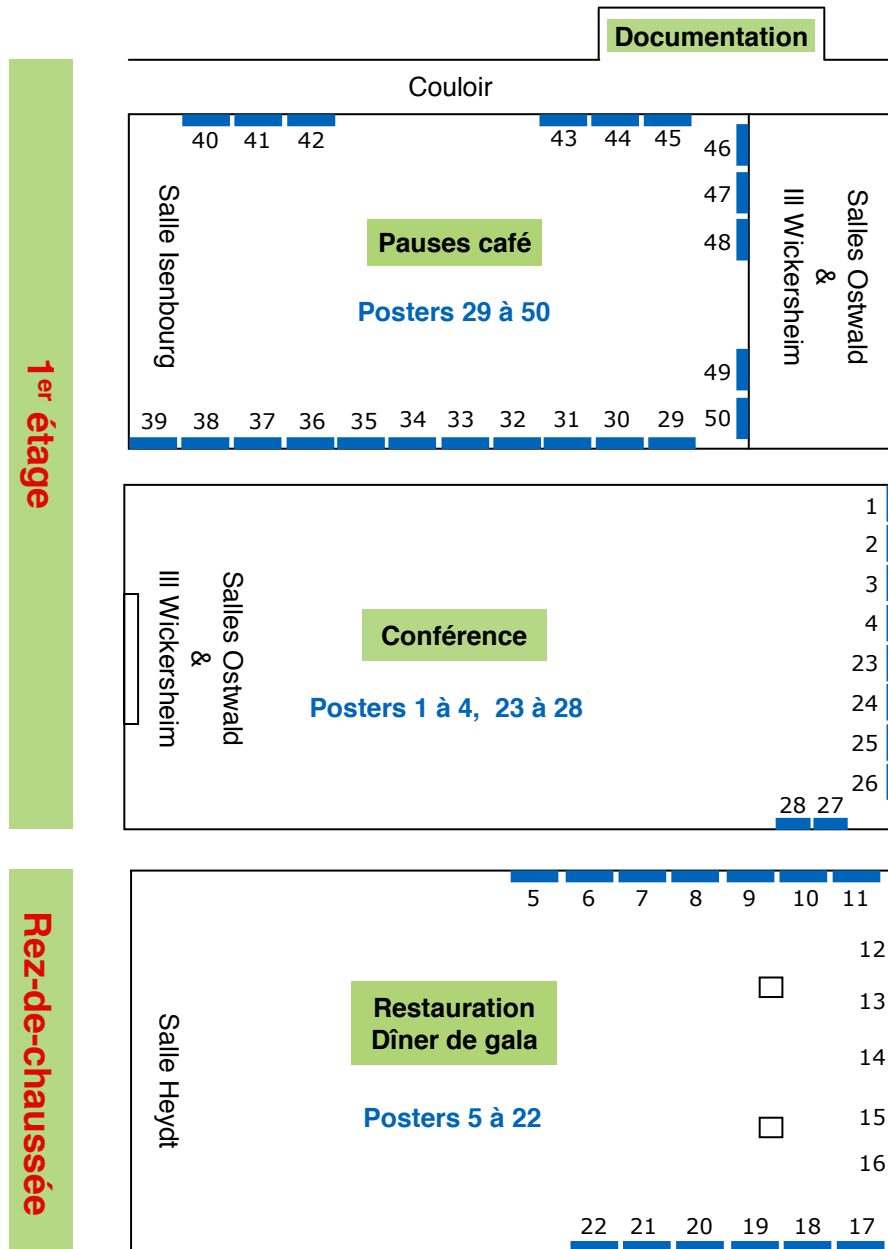 Documentation
Couloir
1er étage
40 41 42 43 44 45
46
47
48
49
50
Salle Isenbourg
Pauses café
Posters 29 à 50
Salles Ostwald
&
Ill Wickersheim
39 38 37 36 35 34 33 32 31 30 29
Salles Ostwald
&
Ill Wickersheim
Conférence
Posters 1 à 4, 23 à 28
1
2
3
4
23
24
25
26
28 27
Rez-de-chaussée
5 6 7 8 9 10 11
12
13
14
15
16
Salle Heydt
Restauration
Dîner de gala
Posters 5 à 22
22 21 20 19 18 17